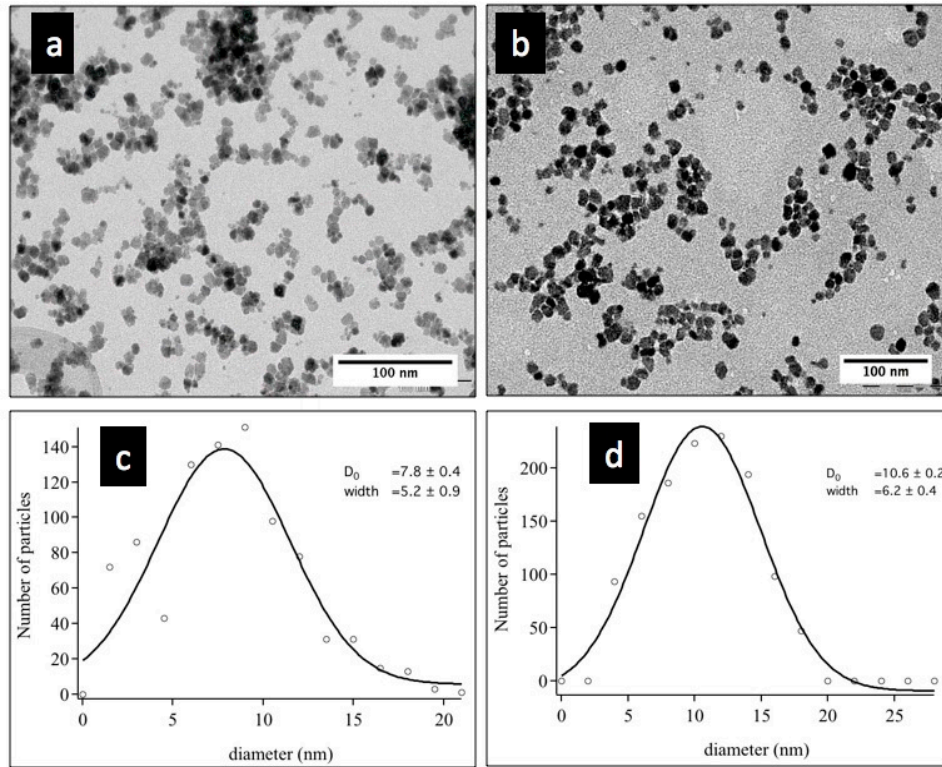 a
100 nm
b
100 nm
c
D₀ =7.8 ± 0.4
width =5.2 ± 0.9
Number of particles
140
120
100
80
60
40
20
0
0 5 10 15 20
diameter (nm)
d
D₀ =10.6 ± 0.2
width =6.2 ± 0.4
Number of particles
200
150
100
50
0
0 5 10 15 20 25
diameter (nm)